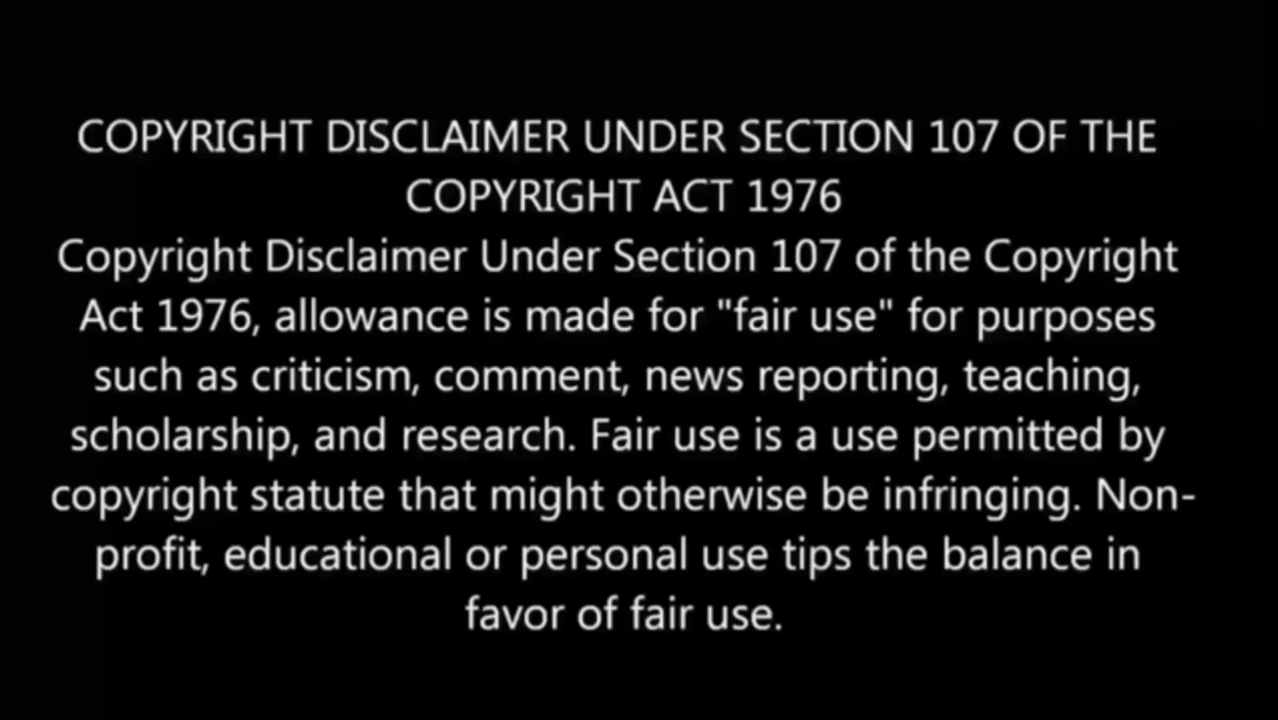 COPYRIGHT DISCLAIMER UNDER SECTION 107 OF THE
COPYRIGHT ACT 1976
Copyright Disclaimer Under Section 107 of the Copyright
Act 1976, allowance is made for "fair use" for purposes
such as criticism, comment, news reporting, teaching,
scholarship, and research. Fair use is a use permitted by
copyright statute that might otherwise be infringing. Non-
profit, educational or personal use tips the balance in
favor of fair use.